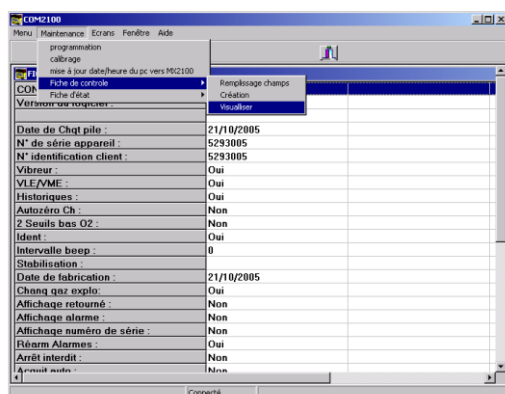 COM2100
Menu Maintenance Ecrans Fenêtre Aide
programmation
calibrage
mise à jour date/heure du pc vers MX2100
Fiche de controle
Fiche d'état
Remplissage champs
Création
Visualiser
Version du logiciel :
Date de Chgt pile : 21/10/2005
N° de série appareil : 5293005
N° identification client : 5293005
Vibreur : Oui
VLE/VME : Oui
Historiques : Oui
Autozéro Ch : Non
2 Seuils bas O2 : Non
Ident : Oui
Intervalle beep : 0
Stabilisation :
Date de fabrication : 21/10/2005
Chang gaz explo: Oui
Affichage retourné : Non
Affichage alarme : Non
Affichage numéro de série : Non
Réarm Alarmes : Oui
Arrêt interdit : Non
Acquit auto : Non
Connecté